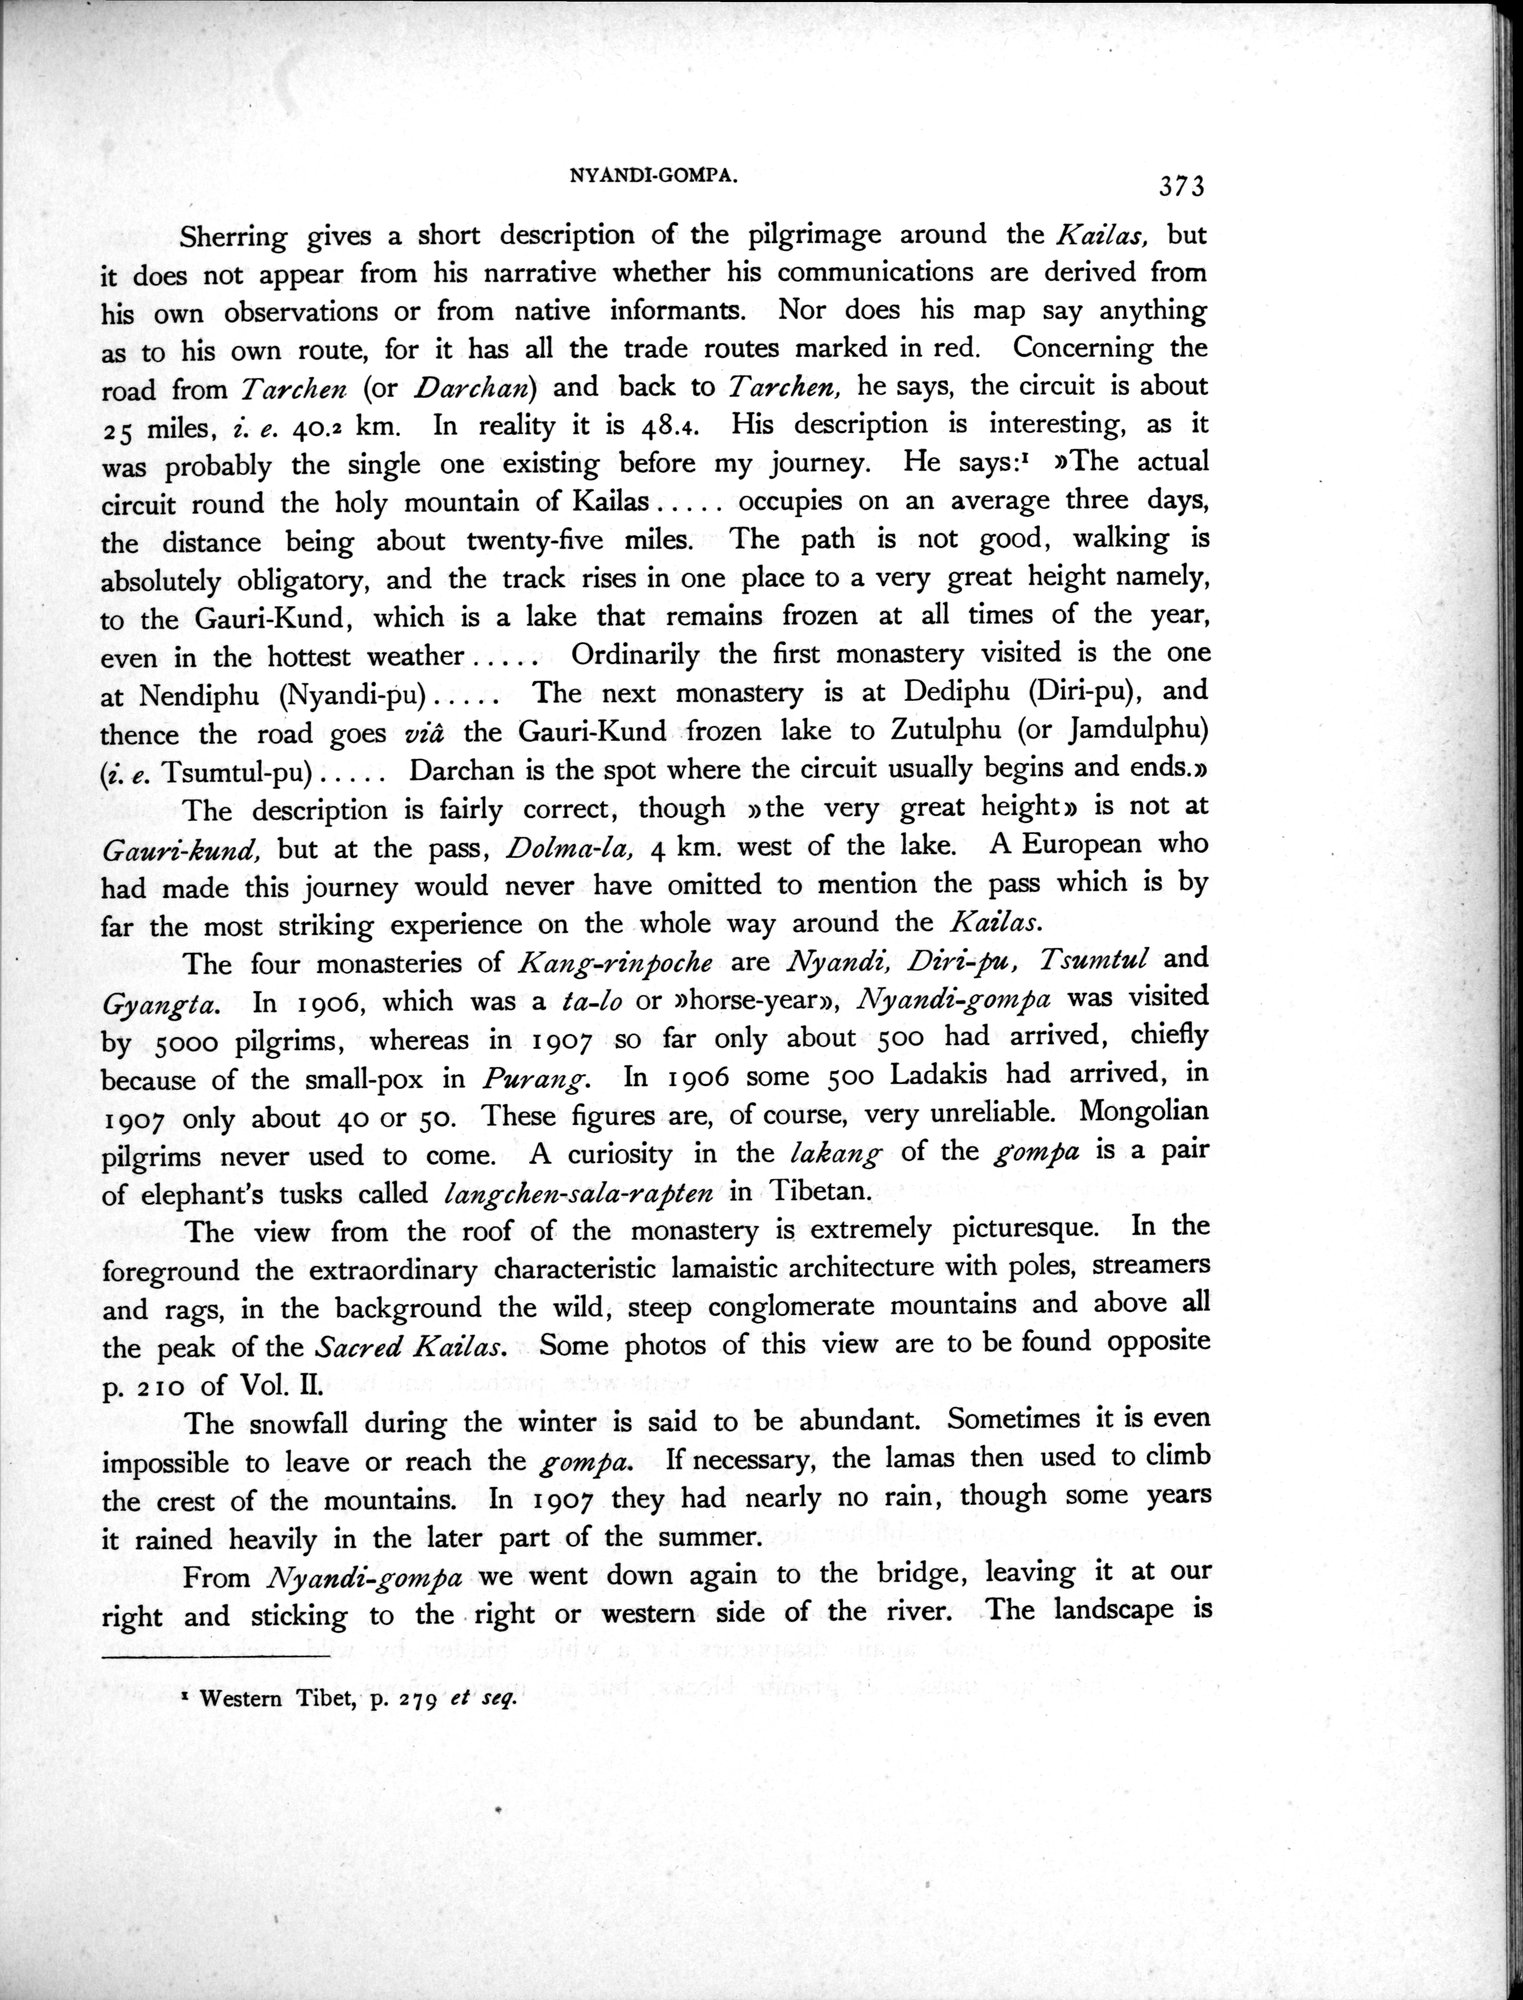 NYANDI-GOMPA.
373
Sherring gives a short description of the pilgrimage around the Kailas, but
it does not appear from his narrative whether his communications are derived from
his own observations or from native informants. Nor does his map say anything
as to his own route, for it has all the trade routes marked in red. Concerning the
road from Tarchen (or Darchan) and back to Tarchen, he says, the circuit is about
25 miles, i. e. 40.2 km. In reality it is 48.4. His description is interesting, as it
was probably the single one existing before my journey. He says:¹ »The actual
circuit round the holy mountain of Kailas ..... occupies on an average three days,
the distance being about twenty-five miles. The path is not good, walking is
absolutely obligatory, and the track rises in one place to a very great height namely,
to the Gauri-Kund, which is a lake that remains frozen at all times of the year,
even in the hottest weather ..... Ordinarily the first monastery visited is the one
at Nendiphu (Nyandi-pu) ..... The next monastery is at Dediphu (Diri-pu), and
thence the road goes viâ the Gauri-Kund frozen lake to Zutulphu (or Jamdulphu)
(i. e. Tsumtul-pu) ..... Darchan is the spot where the circuit usually begins and ends.»
The description is fairly correct, though »the very great height» is not at
Gauri-kund, but at the pass, Dolma-la, 4 km. west of the lake. A European who
had made this journey would never have omitted to mention the pass which is by
far the most striking experience on the whole way around the Kailas.
The four monasteries of Kang-rinpoche are Nyandi, Diri-pu, Tsumtul and
Gyangta. In 1906, which was a ta-lo or »horse-year», Nyandi-gompa was visited
by 5000 pilgrims, whereas in 1907 so far only about 500 had arrived, chiefly
because of the small-pox in Purang. In 1906 some 500 Ladakis had arrived, in
1907 only about 40 or 50. These figures are, of course, very unreliable. Mongolian
pilgrims never used to come. A curiosity in the lakang of the gompa is a pair
of elephant's tusks called langchen-sala-rapten in Tibetan.
The view from the roof of the monastery is extremely picturesque. In the
foreground the extraordinary characteristic lamaistic architecture with poles, streamers
and rags, in the background the wild, steep conglomerate mountains and above all
the peak of the Sacred Kailas. Some photos of this view are to be found opposite
p. 210 of Vol. II.
The snowfall during the winter is said to be abundant. Sometimes it is even
impossible to leave or reach the gompa. If necessary, the lamas then used to climb
the crest of the mountains. In 1907 they had nearly no rain, though some years
it rained heavily in the later part of the summer.
From Nyandi-gompa we went down again to the bridge, leaving it at our
right and sticking to the right or western side of the river. The landscape is
¹ Western Tibet, p. 279 et seq.